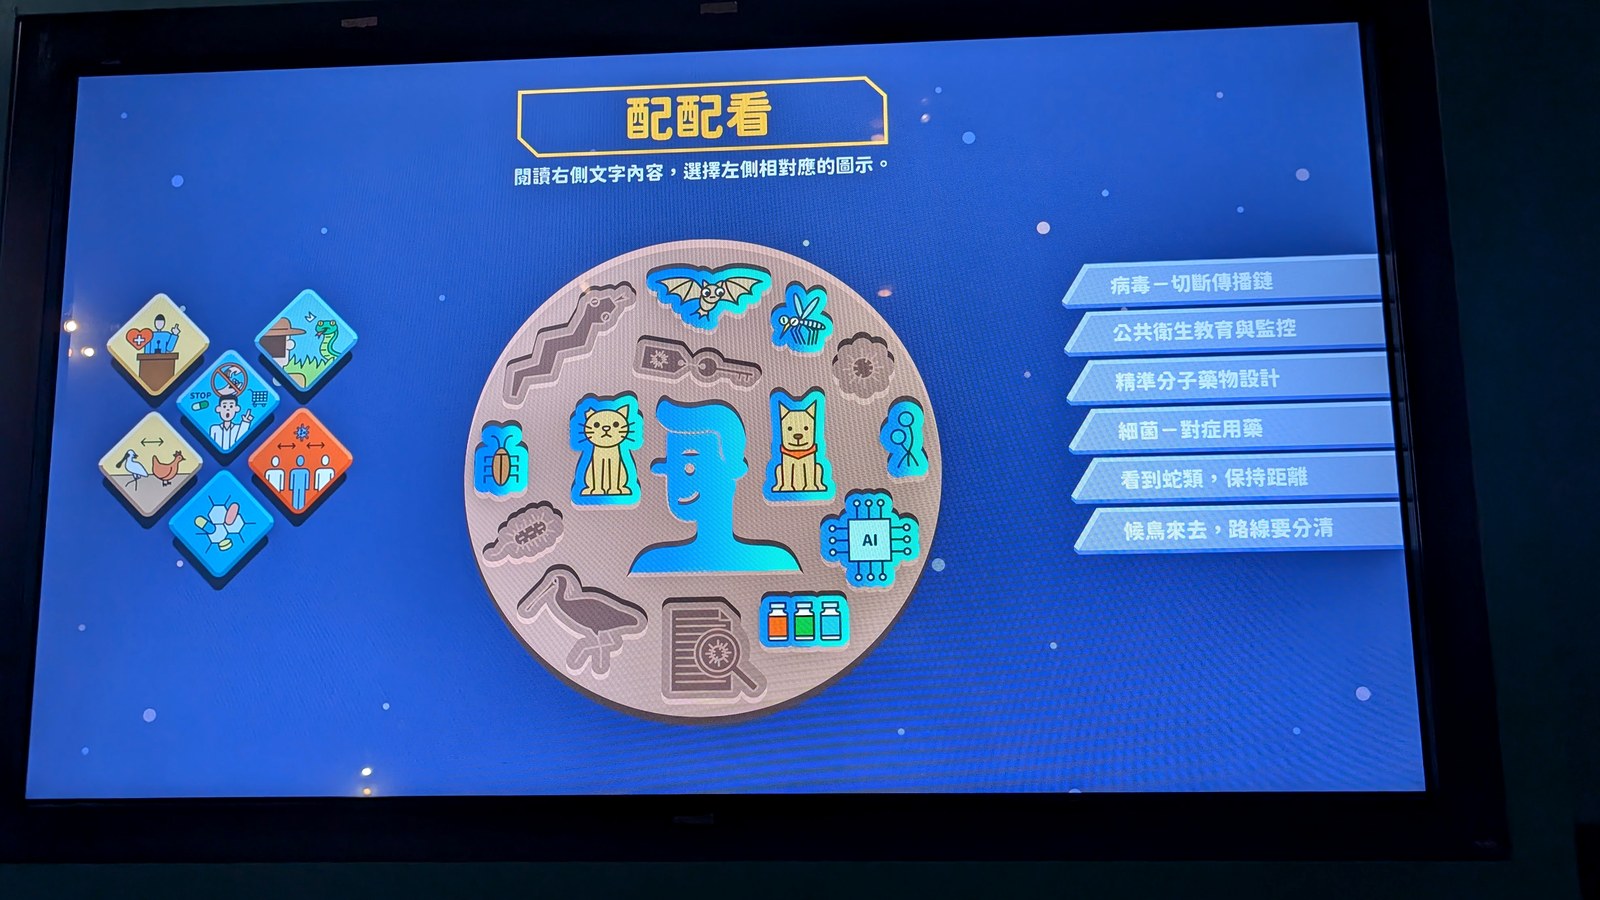 配配看
閱讀右側文字內容，選擇左側相對應的圖示。
STOP
AI
病毒－切斷傳播鏈
公共衛生教育與監控
精準分子藥物設計
細菌－對症用藥
看到蛇類，保持距離
候鳥來去，路線要分清